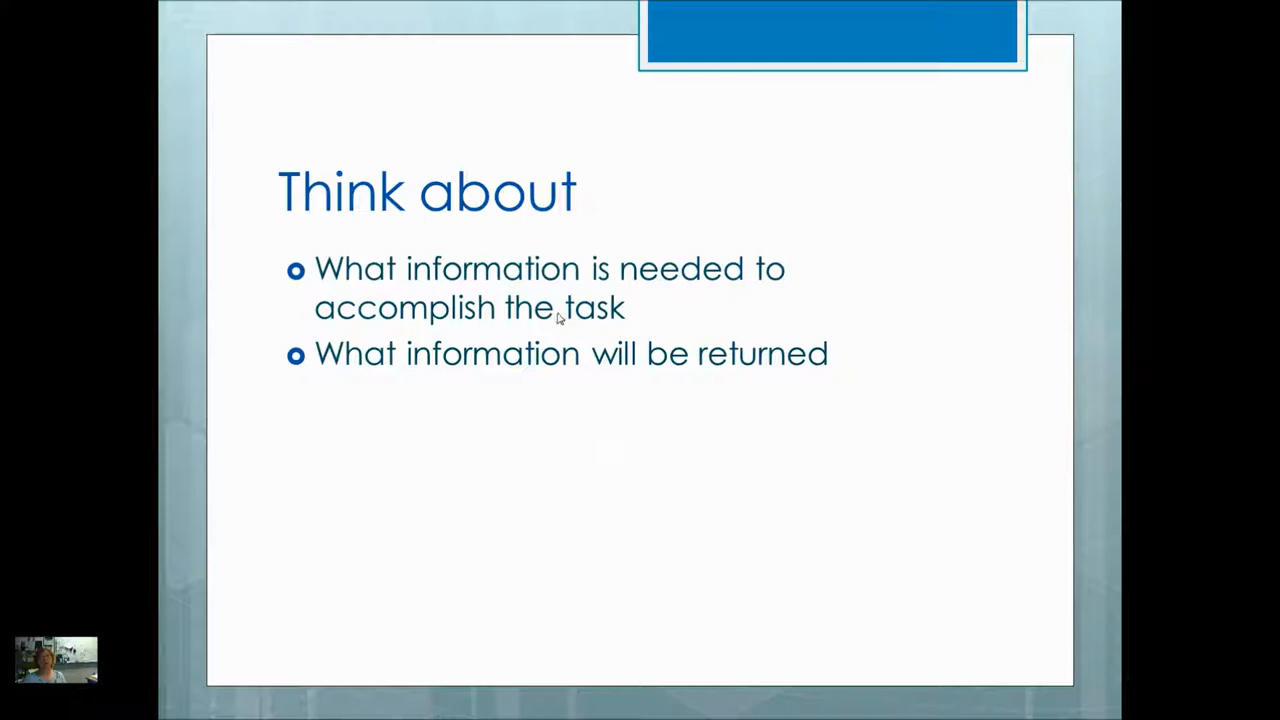 Think about
What information is needed to
accomplish the task
What information will be returned